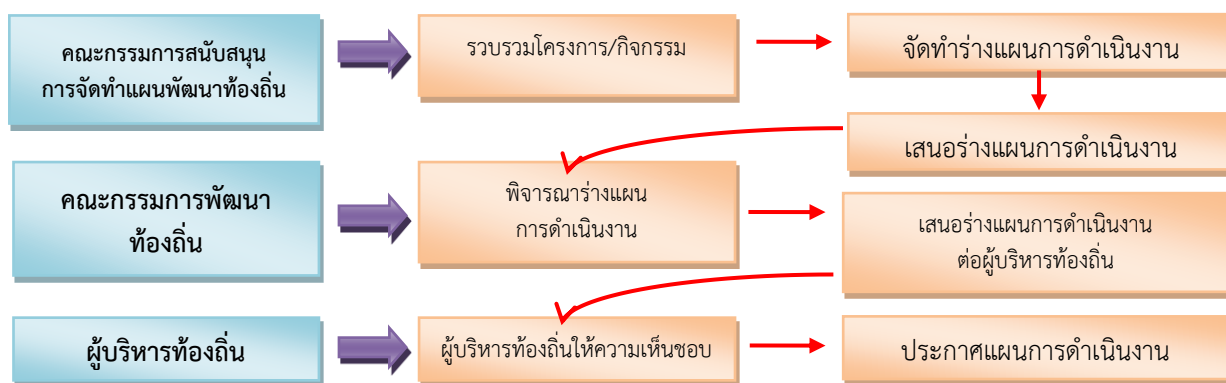 คณะกรรมการสนับสนุน
การจัดทำแผนพัฒนาท้องถิ่น
รวบรวมโครงการ/กิจกรรม
จัดทำร่างแผนการดำเนินงาน
เสนอร่างแผนการดำเนินงาน
คณะกรรมการพัฒนา
ท้องถิ่น
พิจารณาร่างแผน
การดำเนินงาน
เสนอร่างแผนการดำเนินงาน
ต่อผู้บริหารท้องถิ่น
ผู้บริหารท้องถิ่น
ผู้บริหารท้องถิ่นให้ความเห็นชอบ
ประกาศแผนการดำเนินงาน